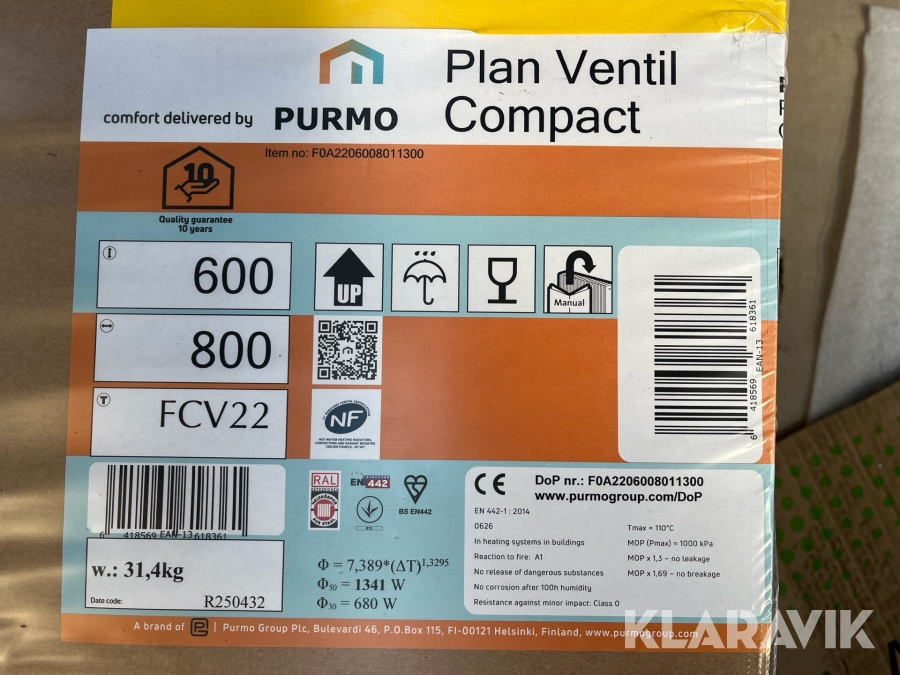 Plan Ventil
Compact
comfort delivered by PURMO
Item no: F0A2206008011300
10
Quality guarantee
10 years
600
UP
Manual
800
FCV22
NF
6 418569 618361
EAN-13
RAL
EN 442
BS EN442
6 418569 618361
EAN-13
w.: 31,4kg
Date code: R250432
Φ = 7,389*(ΔT)1,3295
Φ50 = 1341 W
Φ30 = 680 W
CE
DoP nr.: F0A2206008011300
www.purmogroup.com/DoP
EN 442-1 : 2014
0626
In heating systems in buildings
Reaction to fire: A1
No release of dangerous substances
No corrosion after 100h humidity
Resistance against minor impact: Class 0
Tmax = 110°C
MOP (Pmax) = 1000 kPa
MOP x 1,3 – no leakage
MOP x 1,69 – no breakage
A brand of | Purmo Group Plc, Bulevardi 46, P.O.Box 115, FI-00121 Helsinki, Finland, www.purmogroup.com
KLARAVIK